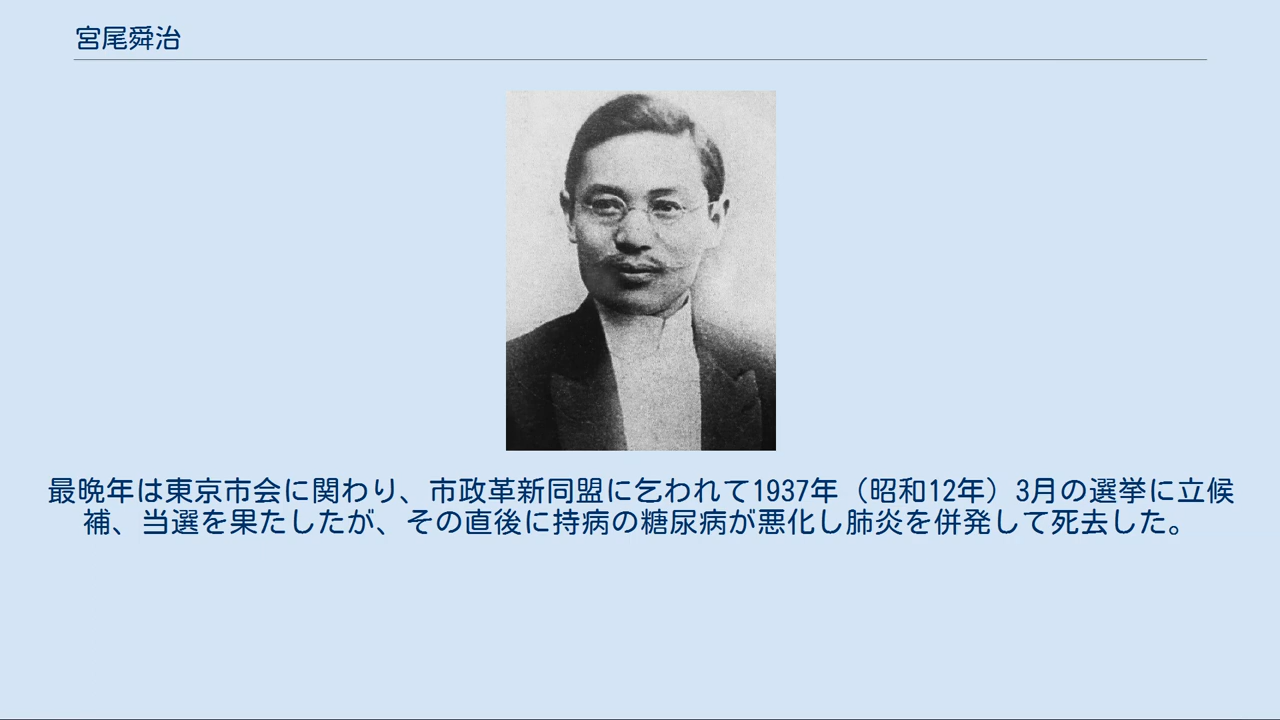 宮尾舜治
最晩年は東京市会に関わり、市政革新同盟に乞われて1937年（昭和12年）3月の選挙に立候
補、当選を果たしたが、その直後に持病の糖尿病が悪化し肺炎を併発して死去した。